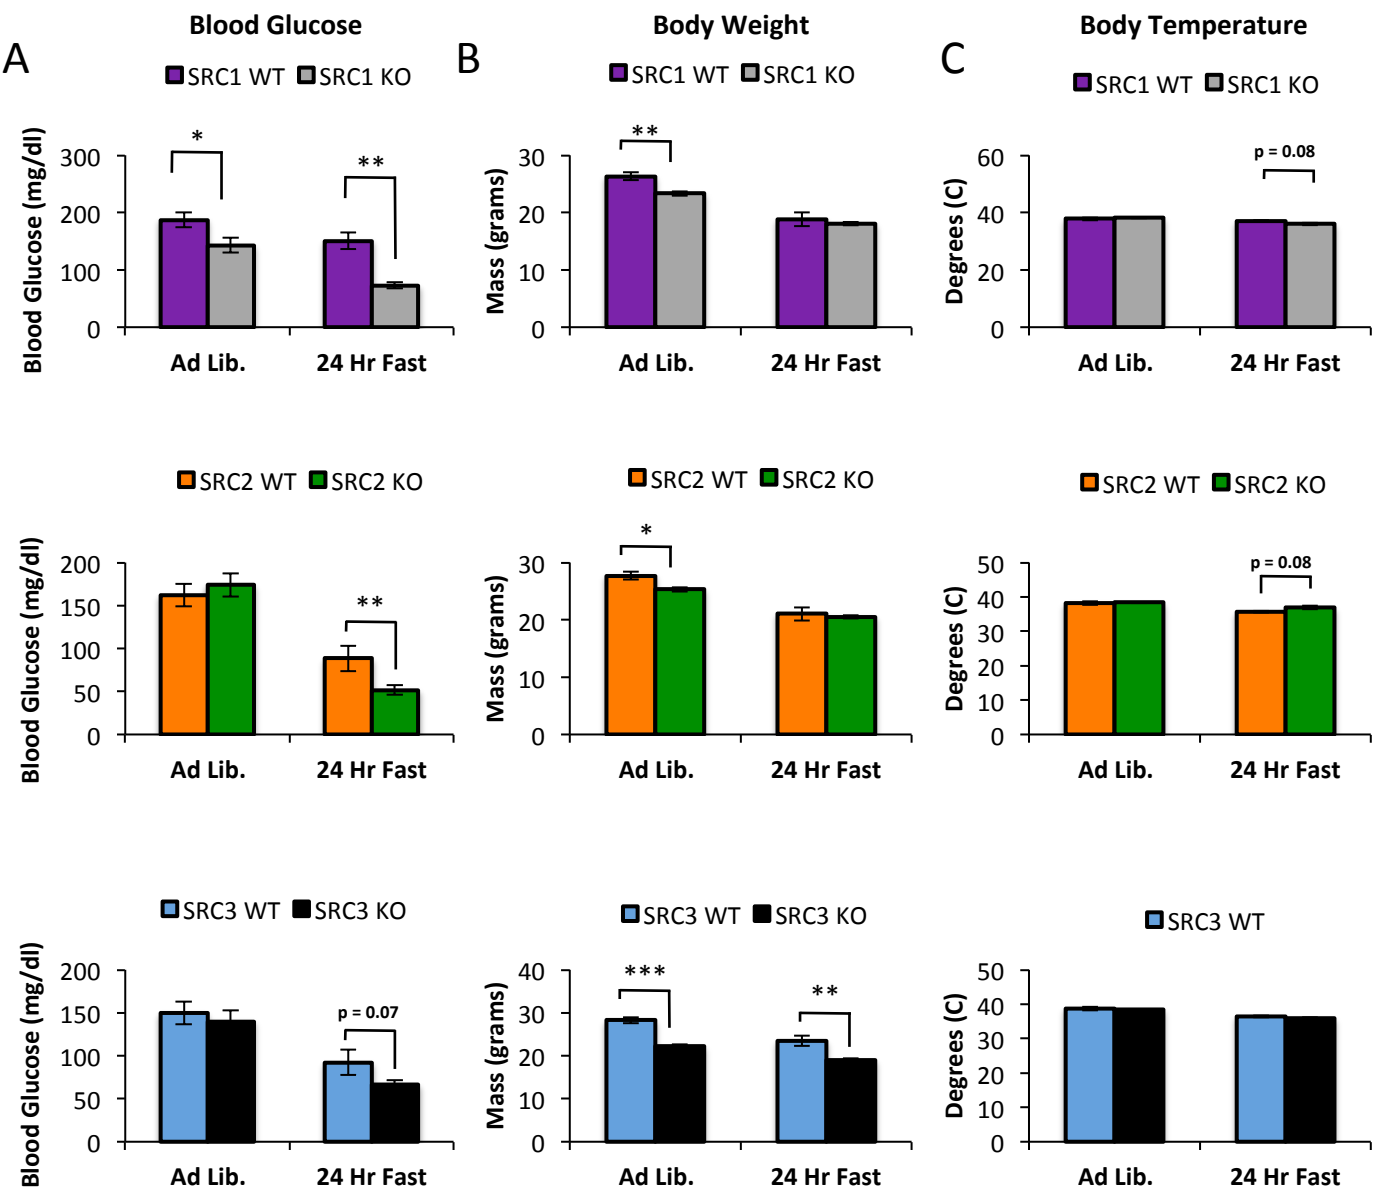 Blood Glucose
Body Weight
Body Temperature
A
B
C
SRC1 WT SRC1 KO
SRC1 WT SRC1 KO
SRC1 WT SRC1 KO
Blood Glucose (mg/dl)
300
200
100
0
*
**
Ad Lib. 24 Hr Fast
Mass (grams)
30
20
10
0
**
Ad Lib. 24 Hr Fast
Degrees (C)
60
40
20
0
p = 0.08
Ad Lib. 24 Hr Fast
SRC2 WT SRC2 KO
SRC2 WT SRC2 KO
SRC2 WT SRC2 KO
Blood Glucose (mg/dl)
200
150
100
50
0
**
Ad Lib. 24 Hr Fast
Mass (grams)
30
20
10
0
*
Ad Lib. 24 Hr Fast
Degrees (C)
50
40
30
20
10
0
p = 0.08
Ad Lib. 24 Hr Fast
SRC3 WT SRC3 KO
SRC3 WT SRC3 KO
SRC3 WT
Blood Glucose (mg/dl)
200
150
100
50
0
p = 0.07
Ad Lib. 24 Hr Fast
Mass (grams)
40
30
20
10
0
***
**
Ad Lib. 24 Hr Fast
Degrees (C)
50
40
30
20
10
0
Ad Lib. 24 Hr Fast